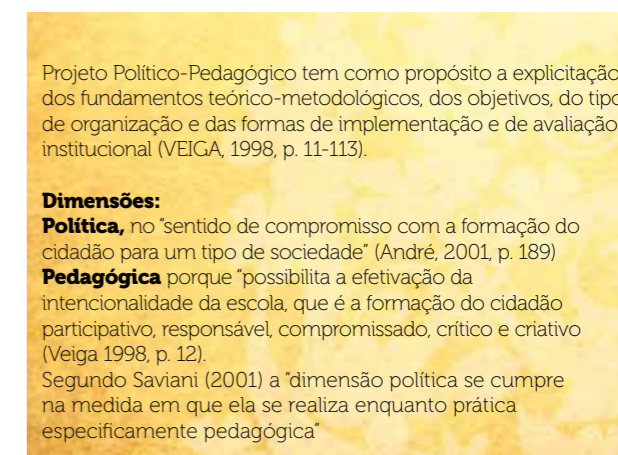 Projeto Político-Pedagógico tem como propósito a explicitação
dos fundamentos teórico-metodológicos, dos objetivos, do tipo
de organização e das formas de implementação e de avaliação
institucional (VEIGA, 1998, p. 11-113).
Dimensões:
Política, no "sentido de compromisso com a formação do
cidadão para um tipo de sociedade" (André, 2001, p. 189)
Pedagógica porque "possibilita a efetivação da
intencionalidade da escola, que é a formação do cidadão
participativo, responsável, compromissado, crítico e criativo
(Veiga 1998, p. 12).
Segundo Saviani (2001) a "dimensão política se cumpre
na medida em que ela se realiza enquanto prática
especificamente pedagógica"